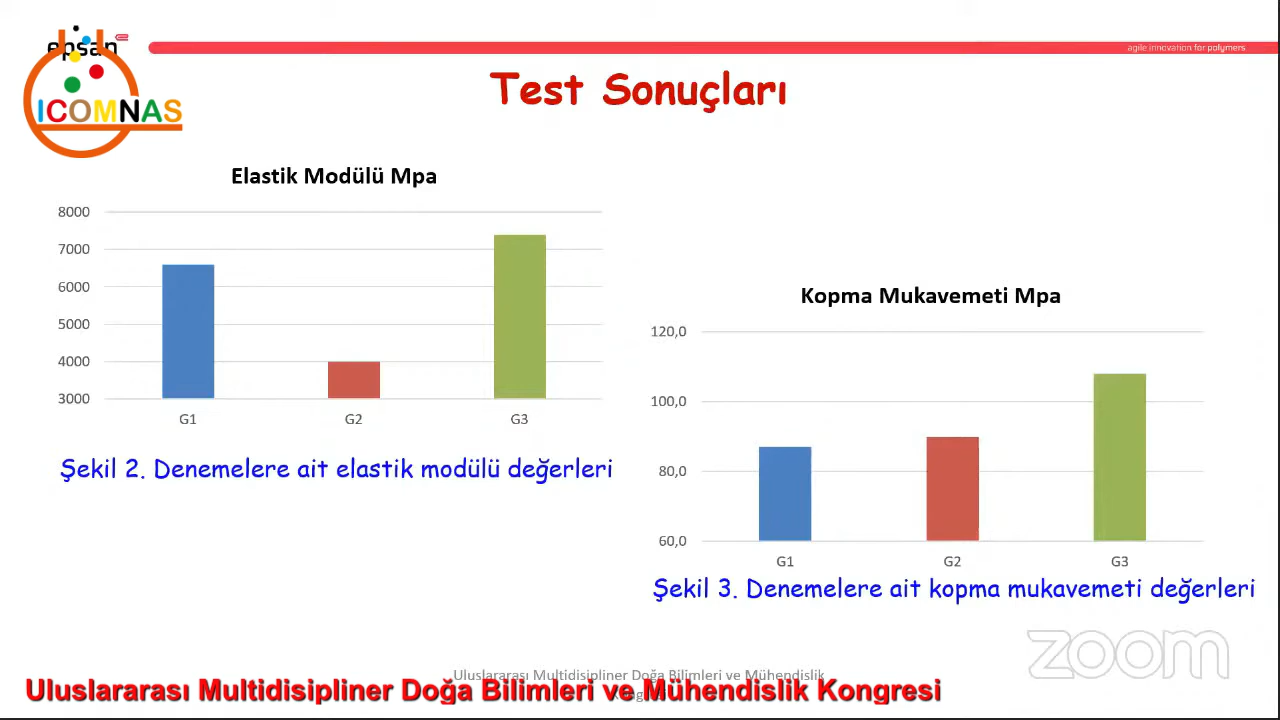 epsan
agile innovation for polymers
ICOMNAS
Test Sonuçları
Elastik Modülü Mpa
8000
7000
6000
5000
4000
3000
G1 G2 G3
Şekil 2. Denemelere ait elastik modülü değerleri
Kopma Mukavemeti Mpa
120,0
100,0
80,0
60,0
G1 G2 G3
Şekil 3. Denemelere ait kopma mukavemeti değerleri
zoom
Uluslararası Multidisipliner Doğa Bilimleri ve Mühendislik
Uluslararası Multidisipliner Doğa Bilimleri ve Mühendislik Kongresi